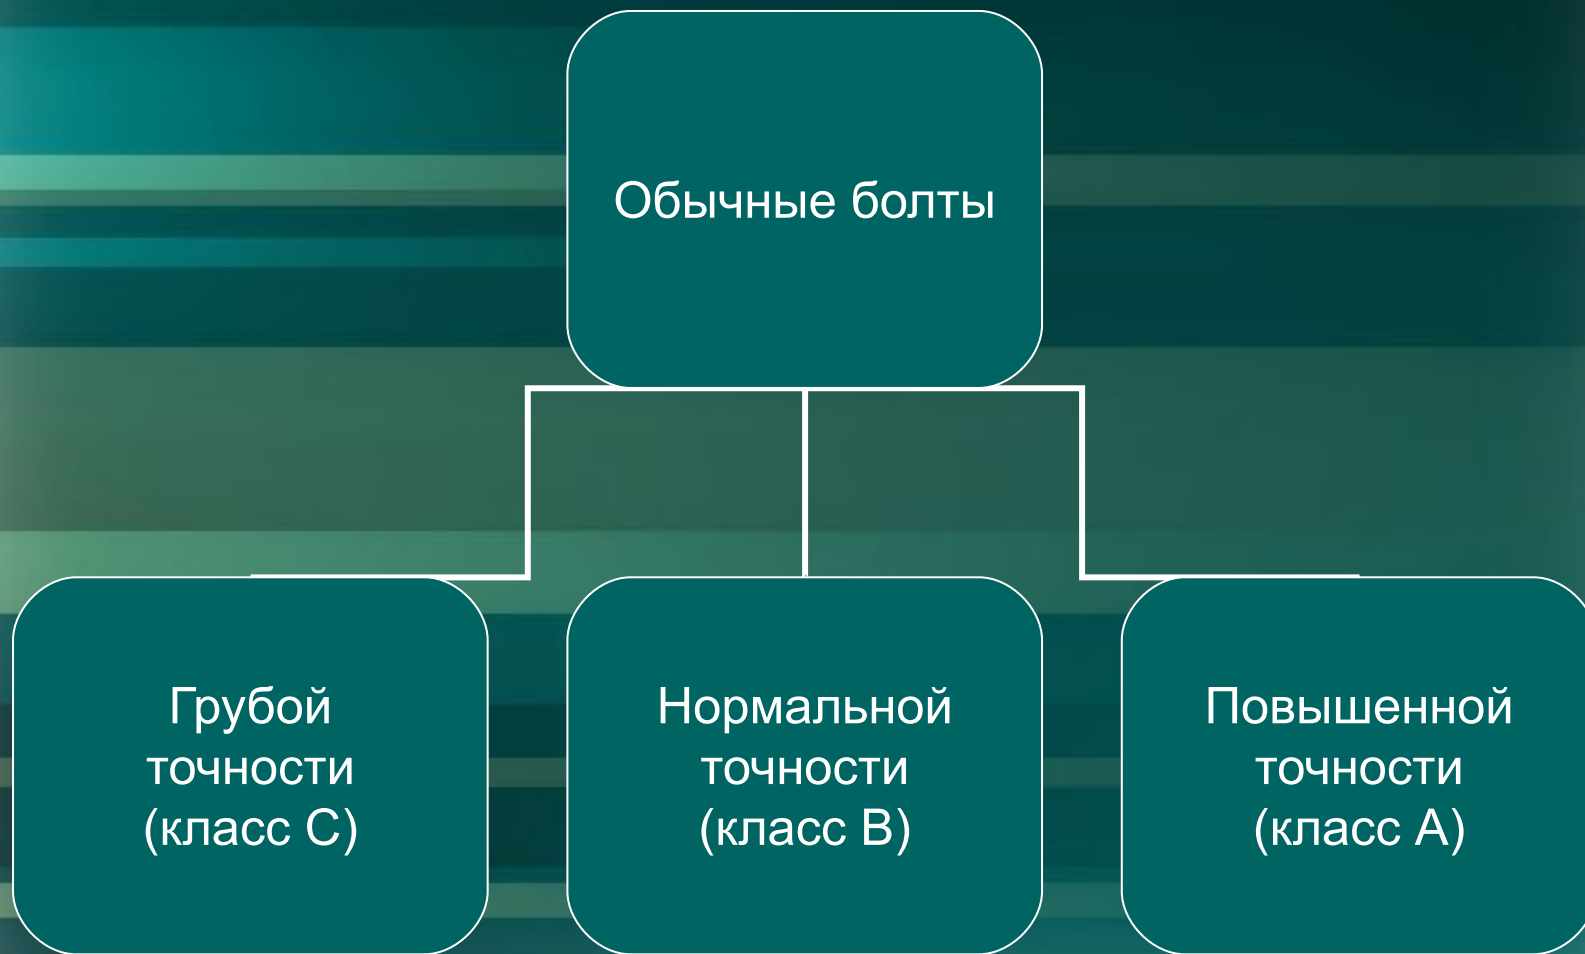 Обычные болты
Грубой
точности
(класс С)
Нормальной
точности
(класс В)
Повышенной
точности
(класс А)